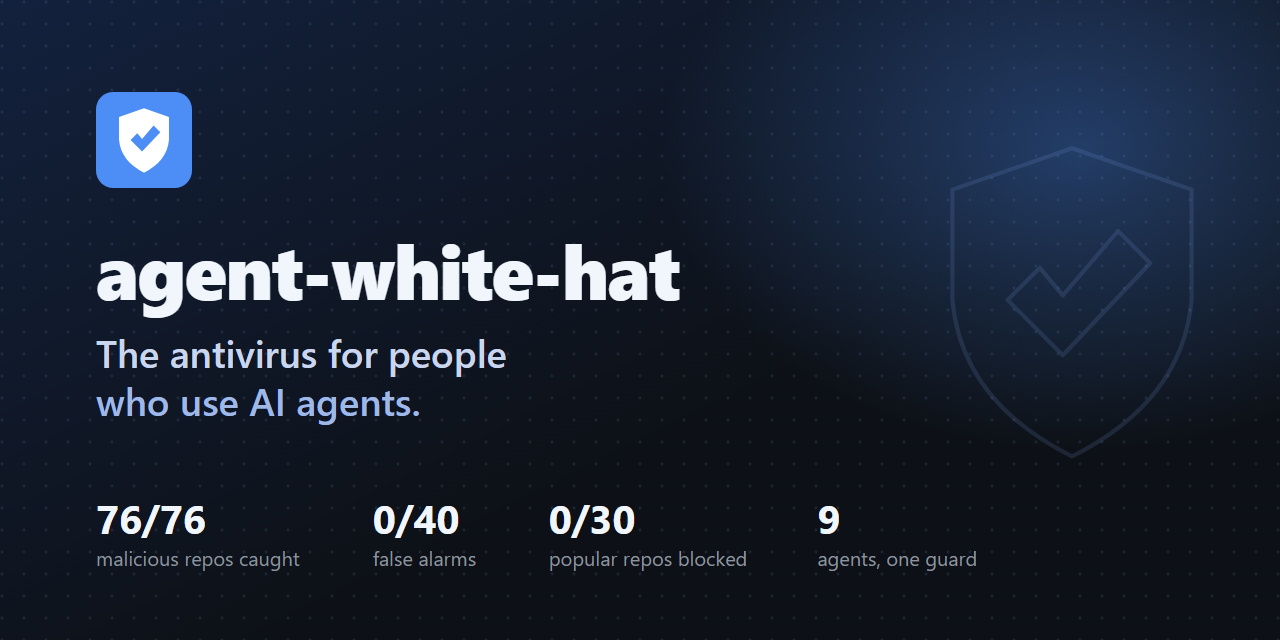 agent-white-hat
The antivirus for people
who use AI agents.
76/76
malicious repos caught
0/40
false alarms
0/30
popular repos blocked
9
agents, one guard